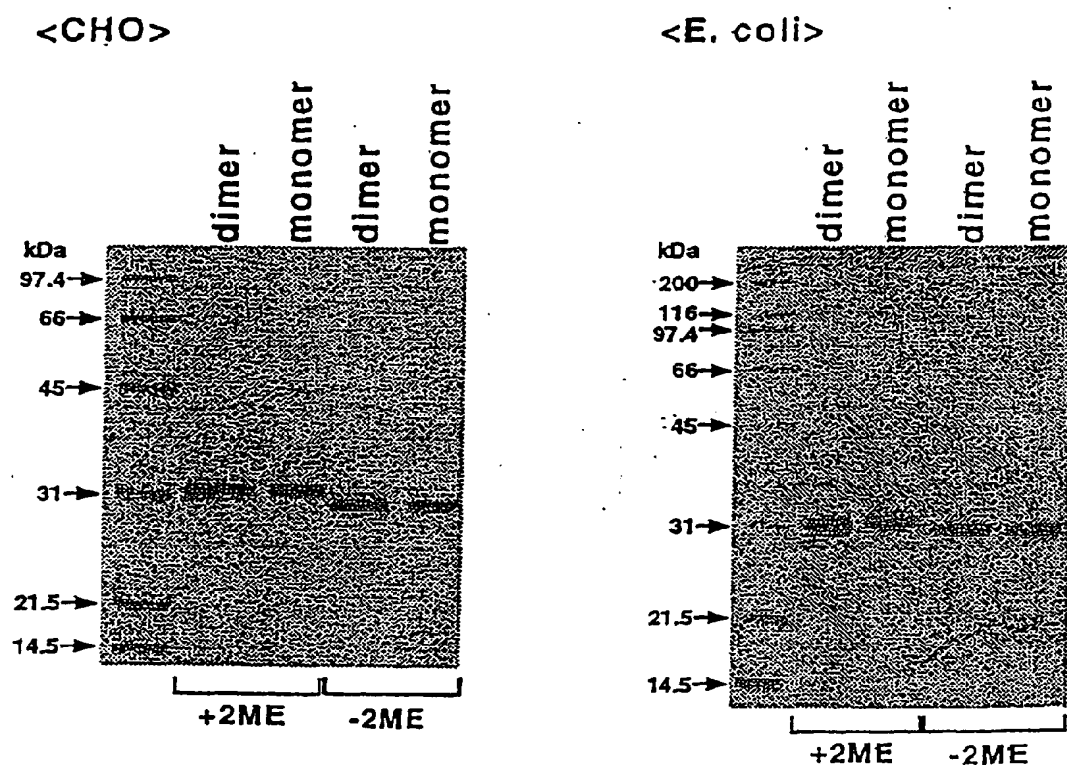 <CHO>
dimer
monomer
dimer
monomer
kDa
97.4
66
45
31
21.5
14.5
+2ME
-2ME
<E. coli>
dimer
monomer
dimer
monomer
kDa
200
116
97.4
66
45
31
21.5
14.5
+2ME
-2ME